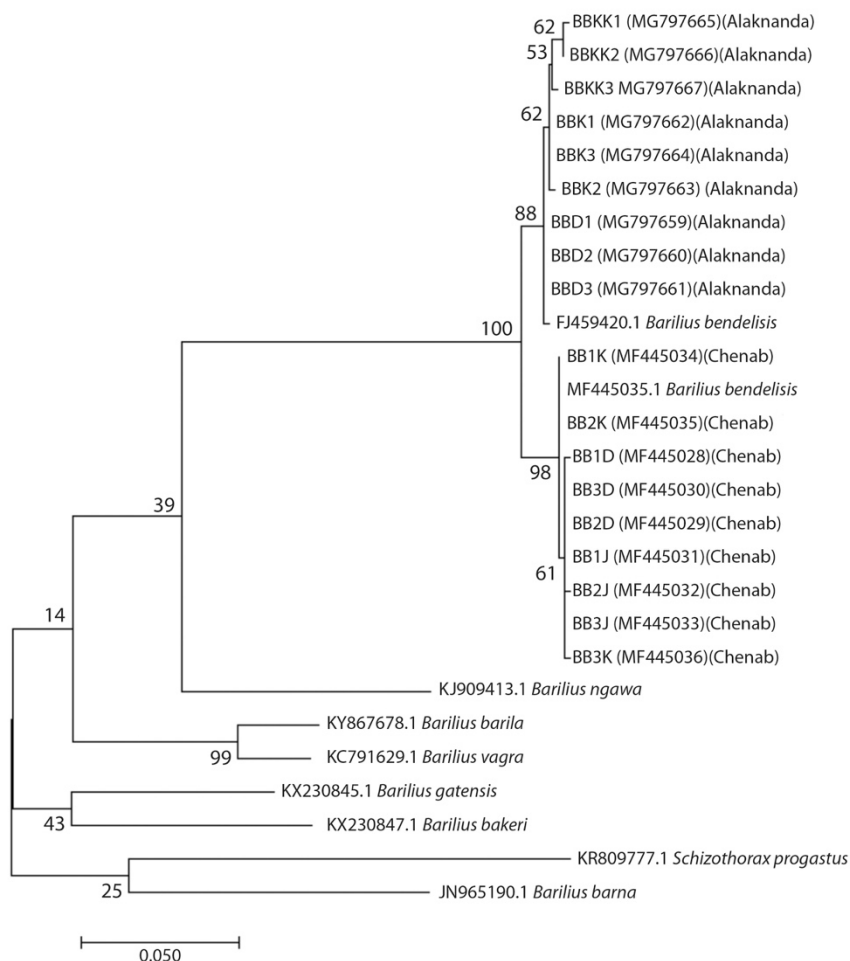 62
BBKK1 (MG797665)(Alaknanda)
53
BBKK2 (MG797666)(Alaknanda)
BBKK3 MG797667)(Alaknanda)
62
BBK1 (MG797662)(Alaknanda)
BBK3 (MG797664)(Alaknanda)
BBK2 (MG797663) (Alaknanda)
88
BBD1 (MG797659)(Alaknanda)
BBD2 (MG797660)(Alaknanda)
BBD3 (MG797661)(Alaknanda)
100
FJ459420.1 Barilius bendelisis
BB1K (MF445034)(Chenab)
MF445035.1 Barilius bendelisis
BB2K (MF445035)(Chenab)
98
BB1D (MF445028)(Chenab)
BB3D (MF445030)(Chenab)
39
BB2D (MF445029)(Chenab)
BB1J (MF445031)(Chenab)
61
BB2J (MF445032)(Chenab)
14
BB3J (MF445033)(Chenab)
BB3K (MF445036)(Chenab)
KJ909413.1 Barilius ngawa
KY867678.1 Barilius barila
99
KC791629.1 Barilius vagra
KX230845.1 Barilius gatensis
43
KX230847.1 Barilius bakeri
KR809777.1 Schizothorax progastus
25
JN965190.1 Barilius barna
0.050